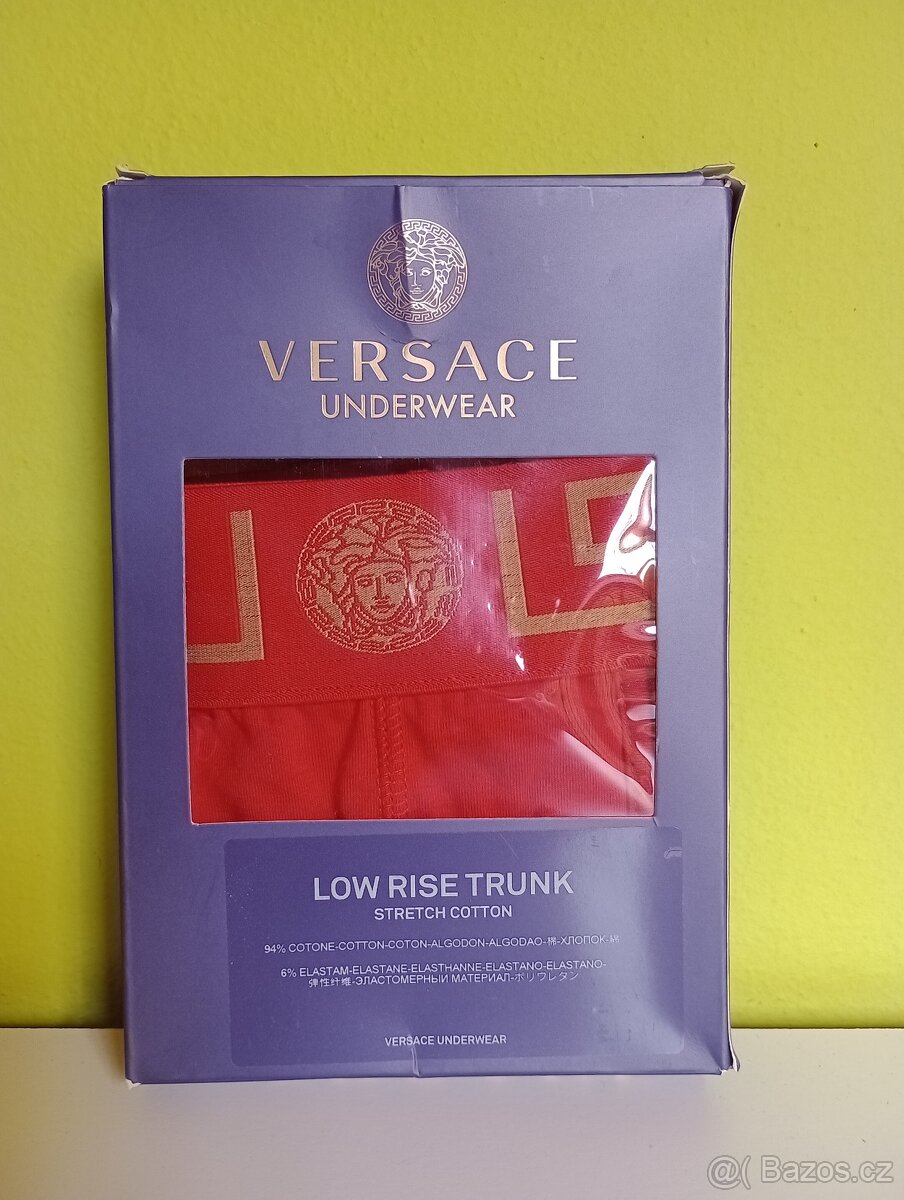 VERSACE
UNDERWEAR
LOW RISE TRUNK
STRETCH COTTON
94% COTONE-COTTON-COTON-ALGODON-ALGODAO-棉-ХЛОПОК-綿
6% ELASTAM-ELASTANE-ELASTHANNE-ELASTANO-ELASTANO-
弹性纤维-ЭЛАСТОМЕРНЫЙ МАТЕРИАЛ-ポリウレタン
VERSACE UNDERWEAR
@( Bazos.cz